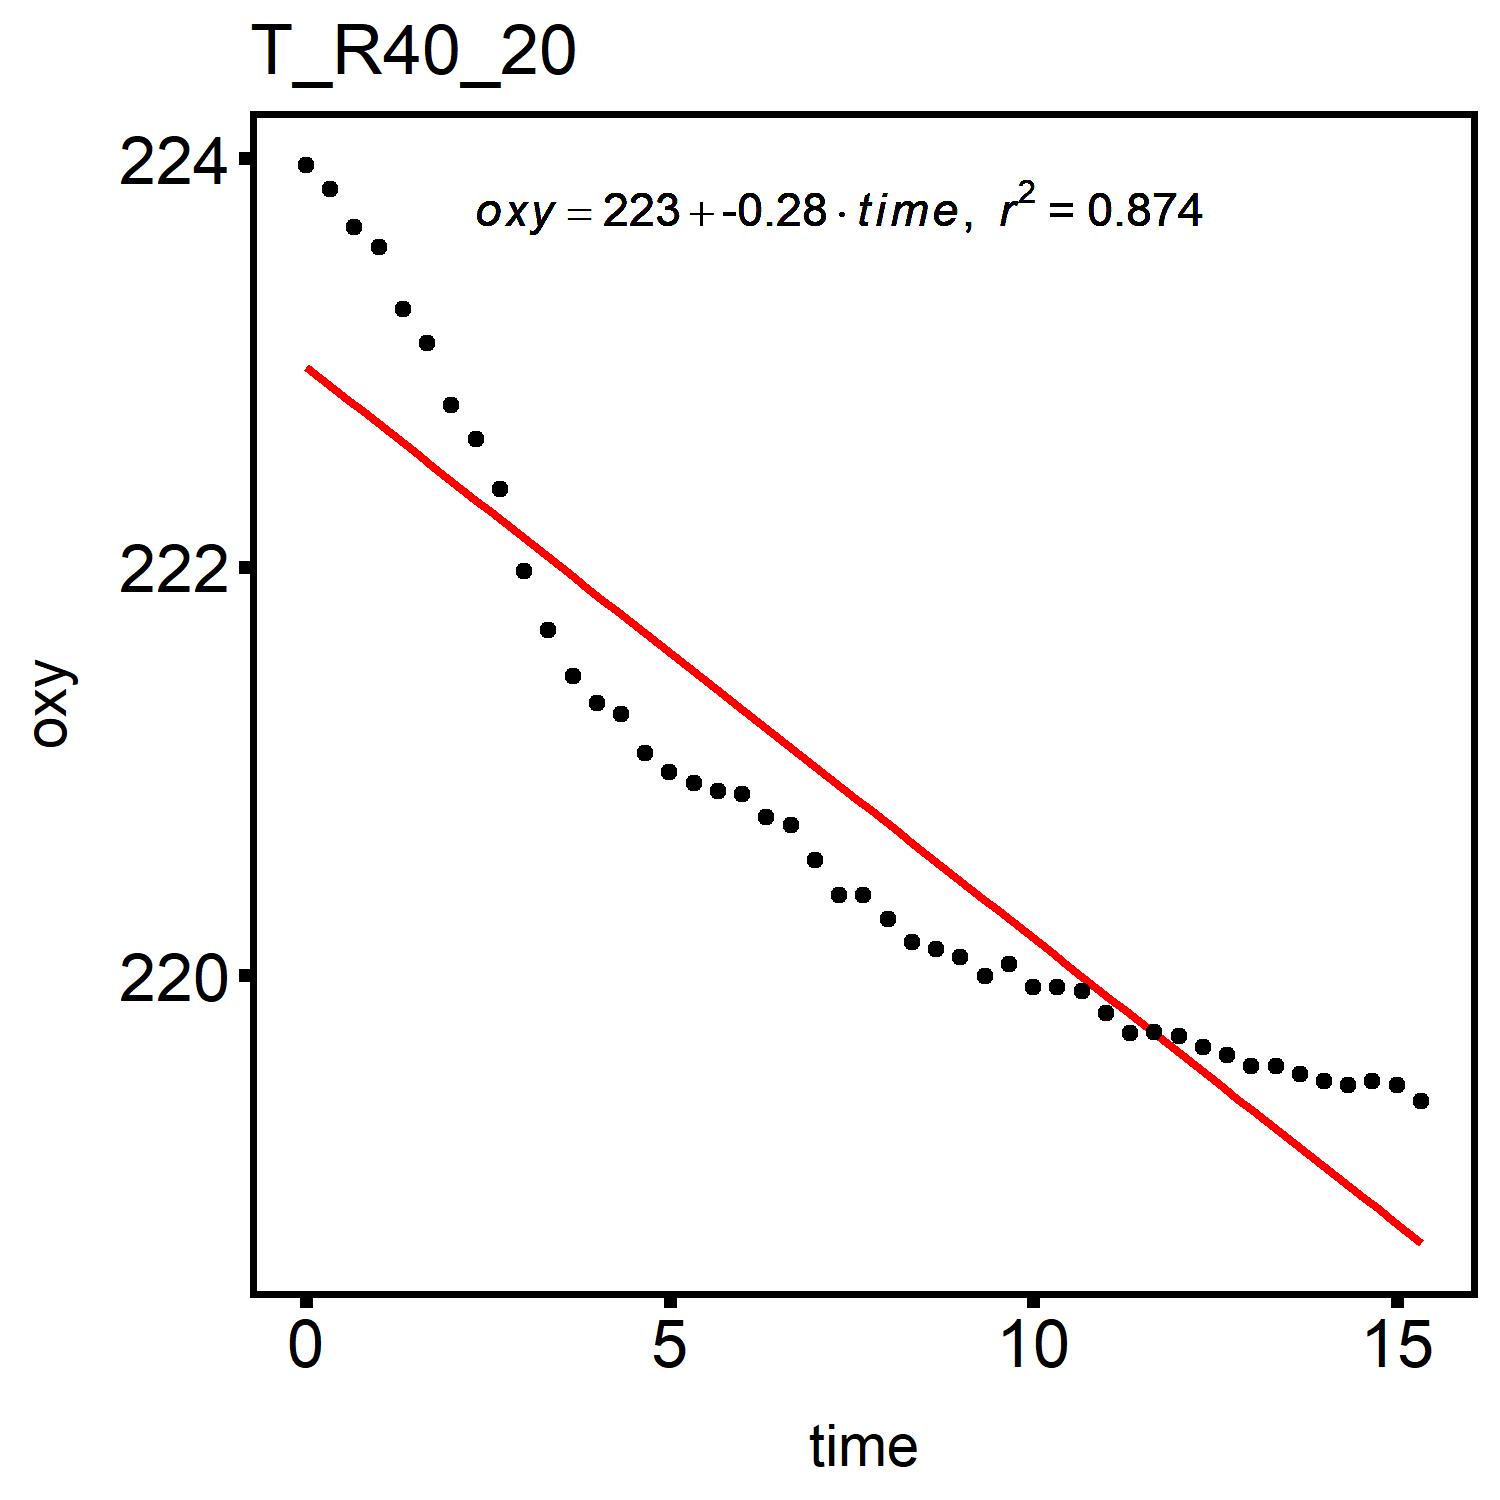 T_R40_20
224
oxy = 223 + -0.28 · time, r² = 0.874
222
oxy
220
0 5 10 15
time